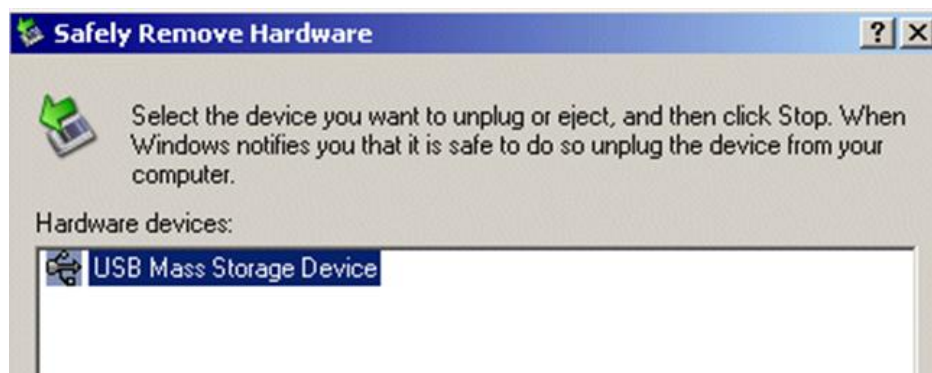 Safely Remove Hardware
Select the device you want to unplug or eject, and then click Stop. When
Windows notifies you that it is safe to do so unplug the device from your
computer.
Hardware devices:
USB Mass Storage Device